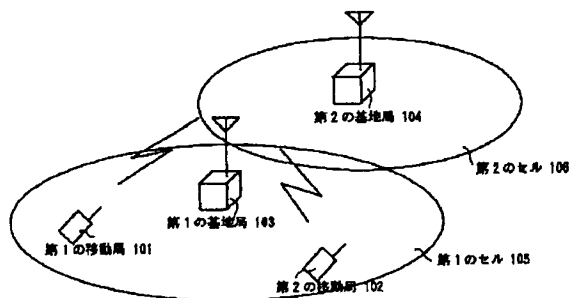 第2の基地局 104
第2のセル 106
第1の基地局 103
第1の移動局 101
第1のセル 105
第2の移動局 102